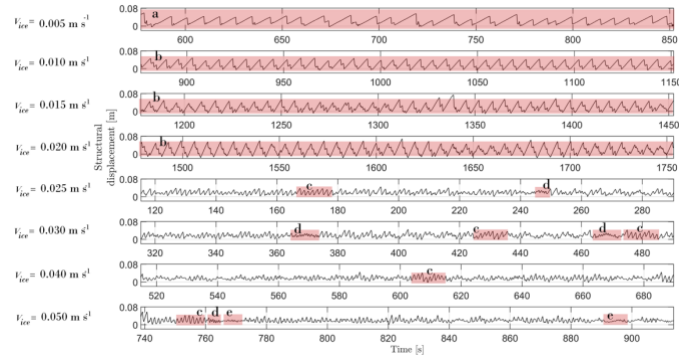 V_ice = 0.005 m s^-1
0.08
0
a
600
650
700
750
800
850
V_ice = 0.010 m s^-1
0.08
0
b
900
950
1000
1050
1100
1150
V_ice = 0.015 m s^-1
0.08
0
b
1200
1250
1300
1350
1400
1450
V_ice = 0.020 m s^-1
0.08
0
b
1500
1550
1600
1650
1700
1750
Structural
displacement [m]
V_ice = 0.025 m s^-1
0.08
0
c
d
120
140
160
180
200
220
240
260
280
V_ice = 0.030 m s^-1
0.08
0
d
c
d
c
320
340
360
380
400
420
440
460
480
V_ice = 0.040 m s^-1
0.08
0
c
520
540
560
580
600
620
640
660
680
V_ice = 0.050 m s^-1
0.08
0
c
d
e
e
740
760
780
800
820
840
860
880
900
Time [s]